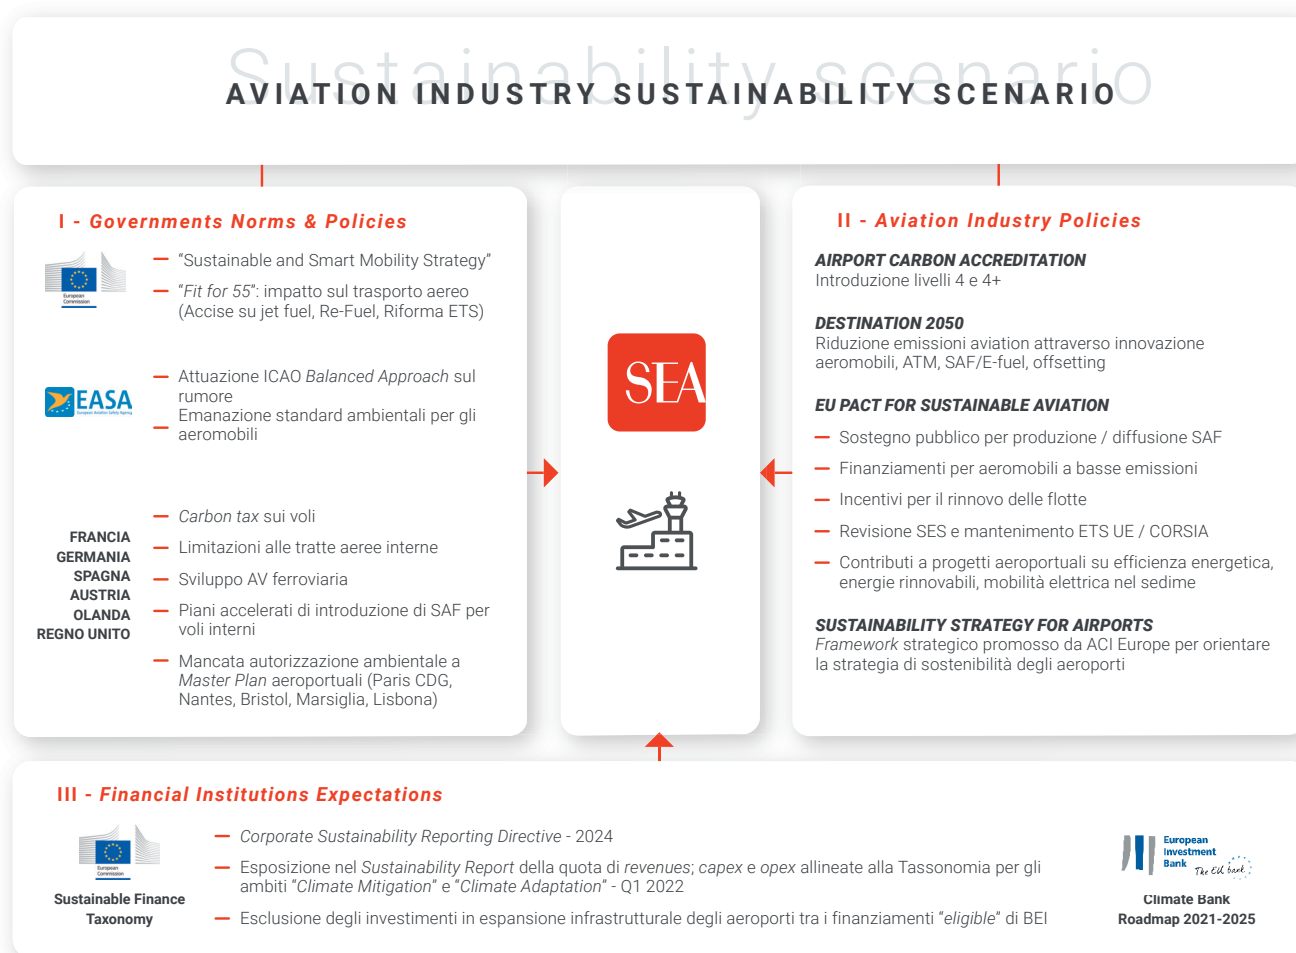 Sustainability scenario
AVIATION INDUSTRY SUSTAINABILITY SCENARIO
I - Governments Norms & Policies
European
Commission
— "Sustainable and Smart Mobility Strategy"
— "Fit for 55": impatto sul trasporto aereo
(Accise su jet fuel, Re-Fuel, Riforma ETS)
EASA
European Aviation Safety Agency
— Attuazione ICAO Balanced Approach sul
rumore
— Emanazione standard ambientali per gli
aeromobili
FRANCIA
GERMANIA
SPAGNA
AUSTRIA
OLANDA
REGNO UNITO
— Carbon tax sui voli
— Limitazioni alle tratte aeree interne
— Sviluppo AV ferroviaria
— Piani accelerati di introduzione di SAF per
voli interni
— Mancata autorizzazione ambientale a
Master Plan aeroportuali (Paris CDG,
Nantes, Bristol, Marsiglia, Lisbona)
SEA
II - Aviation Industry Policies
AIRPORT CARBON ACCREDITATION
Introduzione livelli 4 e 4+
DESTINATION 2050
Riduzione emissioni aviation attraverso innovazione
aeromobili, ATM, SAF/E-fuel, offsetting
EU PACT FOR SUSTAINABLE AVIATION
— Sostegno pubblico per produzione / diffusione SAF
— Finanziamenti per aeromobili a basse emissioni
— Incentivi per il rinnovo delle flotte
— Revisione SES e mantenimento ETS UE / CORSIA
— Contributi a progetti aeroportuali su efficienza energetica,
energie rinnovabili, mobilità elettrica nel sedime
SUSTAINABILITY STRATEGY FOR AIRPORTS
Framework strategico promosso da ACI Europe per orientare
la strategia di sostenibilità degli aeroporti
III - Financial Institutions Expectations
European
Commission
Sustainable Finance
Taxonomy
— Corporate Sustainability Reporting Directive - 2024
— Esposizione nel Sustainability Report della quota di revenues; capex e opex allineate alla Tassonomia per gli
ambiti "Climate Mitigation" e "Climate Adaptation" - Q1 2022
— Esclusione degli investimenti in espansione infrastrutturale degli aeroporti tra i finanziamenti "eligible" di BEI
European
Investment
Bank
The EU bank
Climate Bank
Roadmap 2021-2025